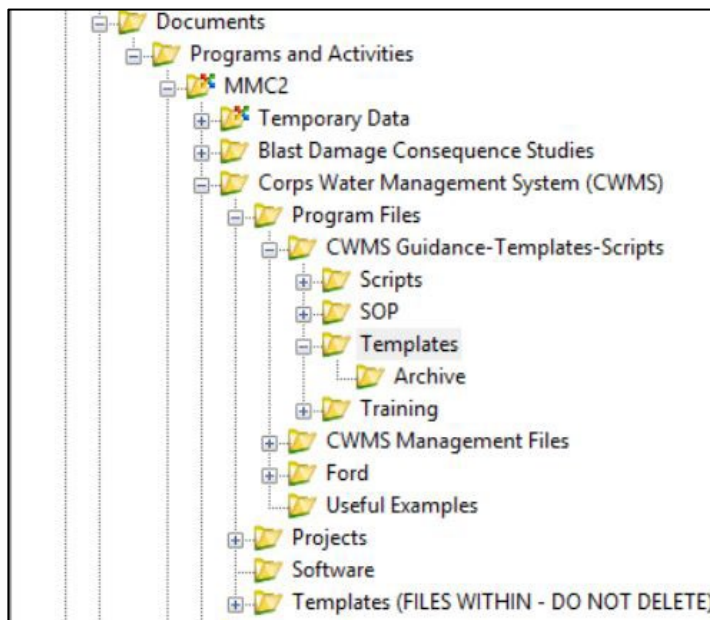 Documents
Programs and Activities
MMC2
Temporary Data
Blast Damage Consequence Studies
Corps Water Management System (CWMS)
Program Files
CWMS Guidance-Templates-Scripts
Scripts
SOP
Templates
Archive
Training
CWMS Management Files
Ford
Useful Examples
Projects
Software
Templates (FILES WITHIN - DO NOT DELETE)